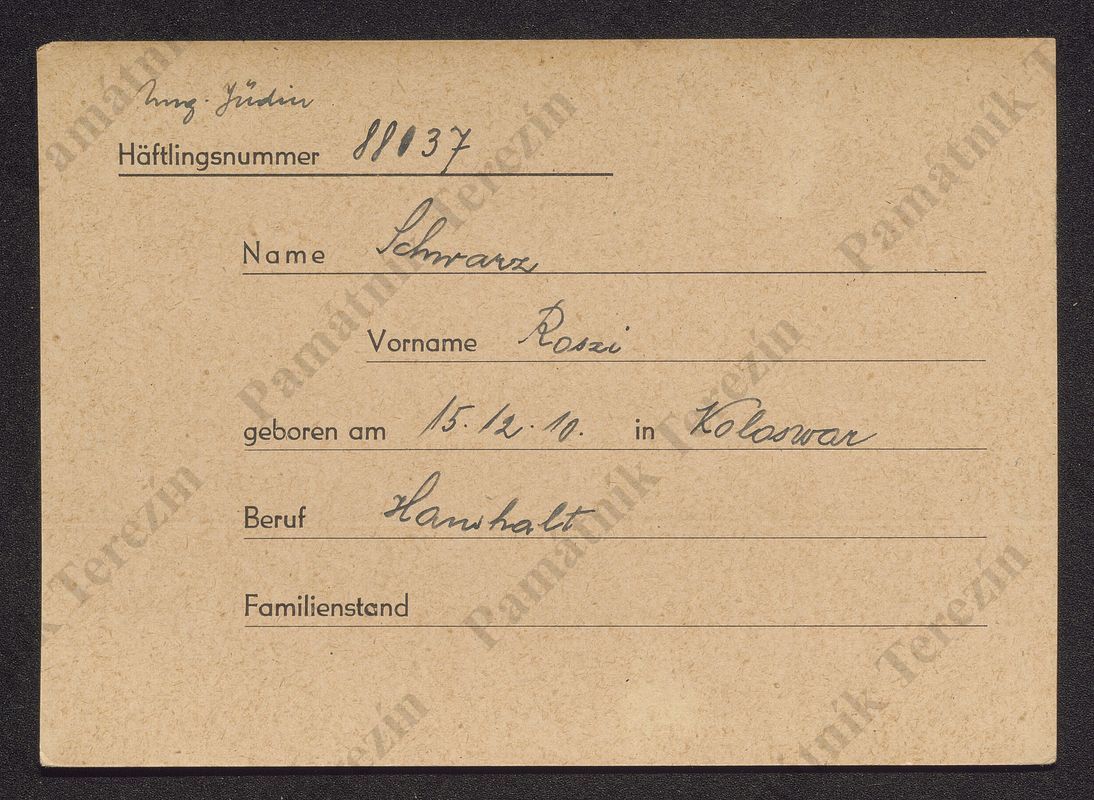 Ung. Jüdin
Häftlingsnummer 88137
Name Schwarz
Vorname Roszi
geboren am 15.12.10. in Koloswar
Beruf Haushalt
Familienstand
Památník Terezín